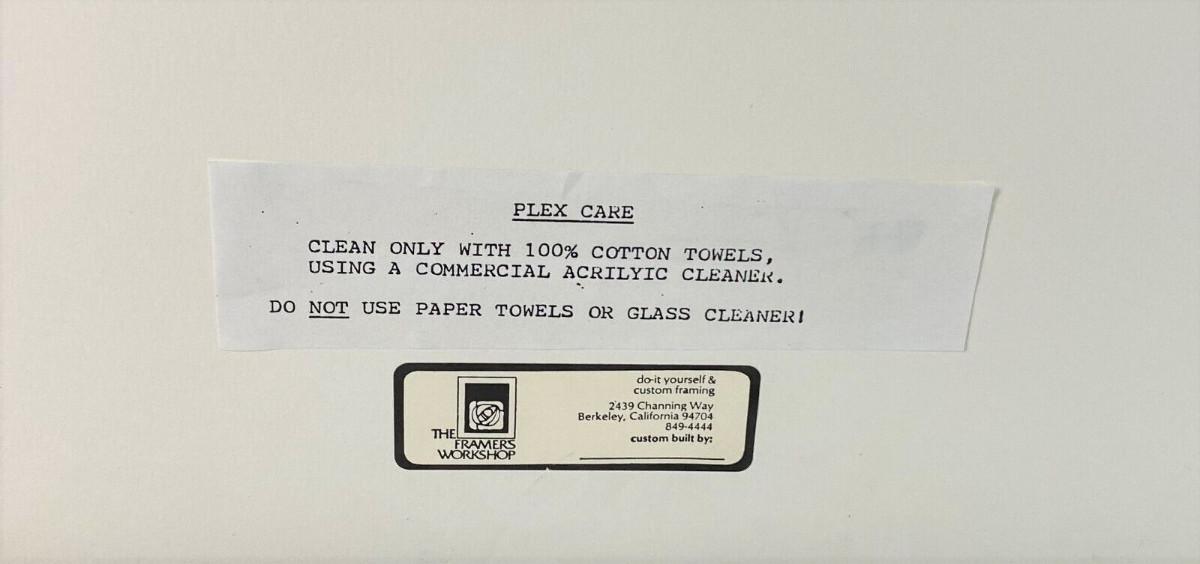 PLEX CARE
CLEAN ONLY WITH 100% COTTON TOWELS,
USING A COMMERCIAL ACRILYIC CLEANER.
DO NOT USE PAPER TOWELS OR GLASS CLEANER!
THE
FRAMER'S
WORKSHOP
do-it yourself &
custom framing
2439 Channing Way
Berkeley, California 94704
849-4444
custom built by: